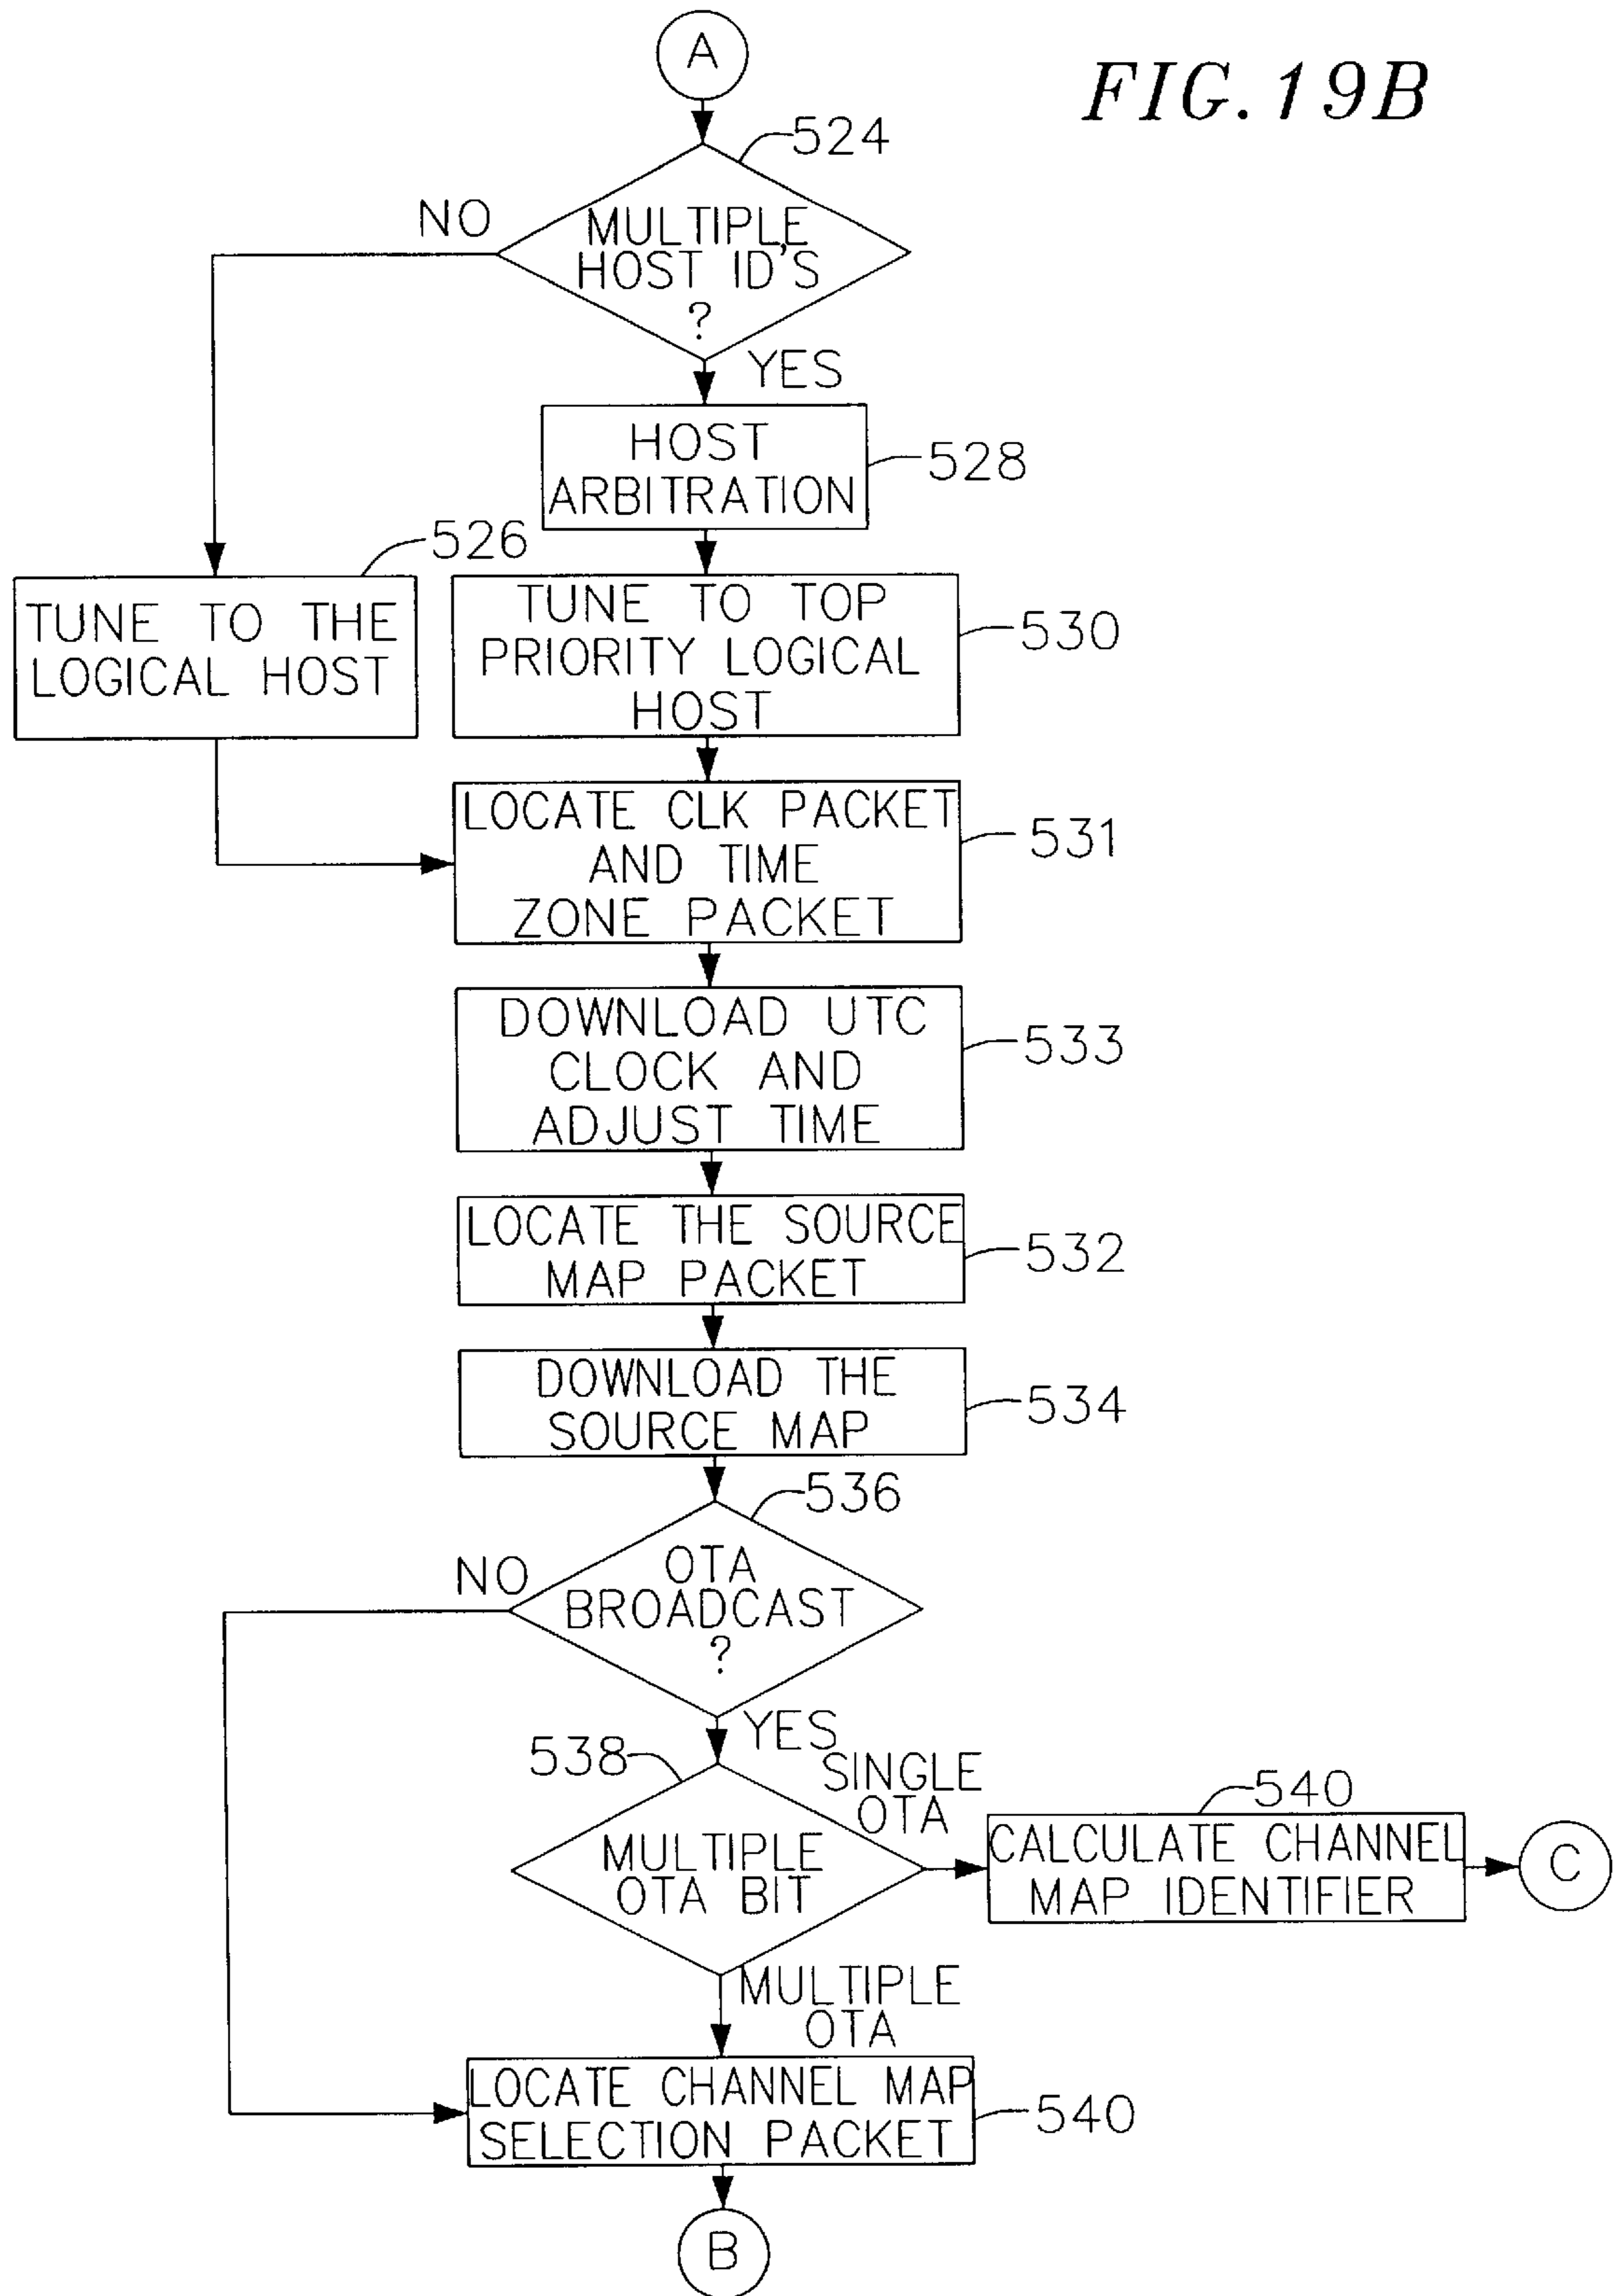 A
FIG. 19B
524
NO
MULTIPLE
HOST ID'S
?
YES
HOST
ARBITRATION
528
526
TUNE TO THE
LOGICAL HOST
TUNE TO TOP
PRIORITY LOGICAL
HOST
530
LOCATE CLK PACKET
AND TIME
ZONE PACKET
531
DOWNLOAD UTC
CLOCK AND
ADJUST TIME
533
LOCATE THE SOURCE
MAP PACKET
532
DOWNLOAD THE
SOURCE MAP
534
536
NO
OTA
BROADCAST
?
YES
538
SINGLE
OTA
MULTIPLE
OTA BIT
540
CALCULATE CHANNEL
MAP IDENTIFIER
C
MULTIPLE
OTA
LOCATE CHANNEL MAP
SELECTION PACKET
540
B